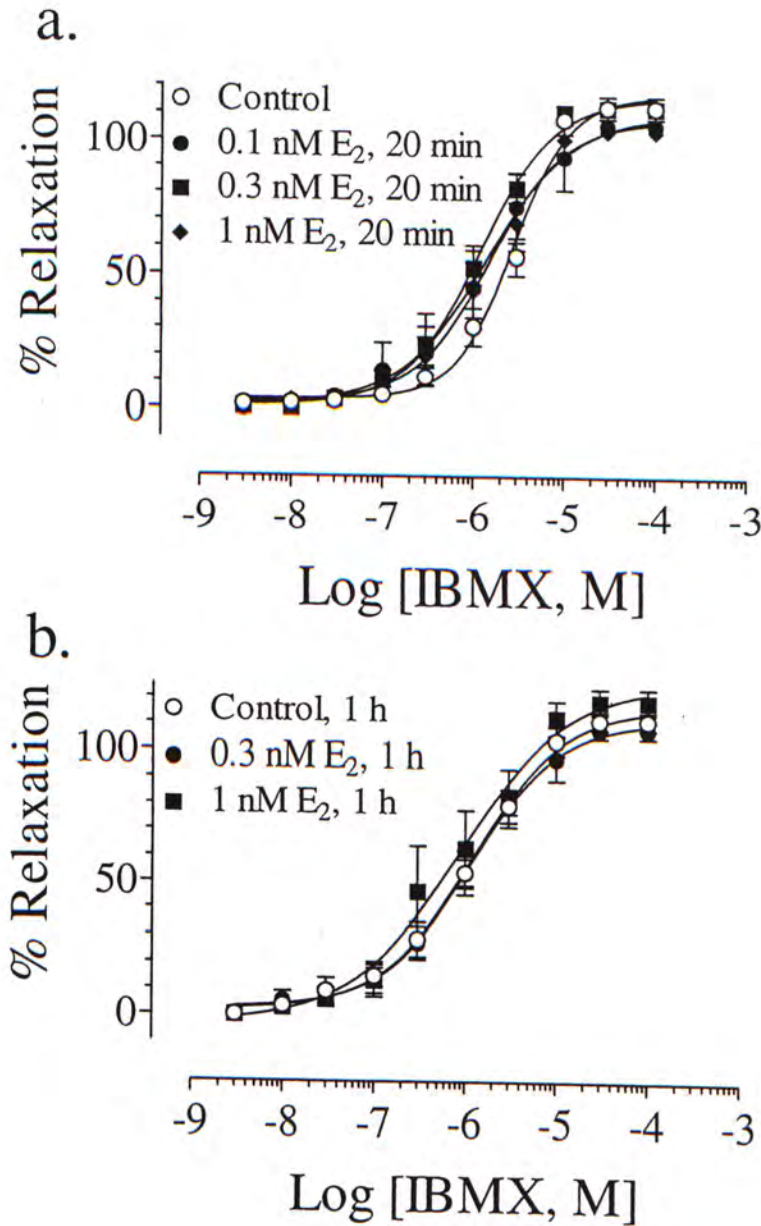 a.
% Relaxation
100
50
0
Control
0.1 nM E₂, 20 min
0.3 nM E₂, 20 min
1 nM E₂, 20 min
-9 -8 -7 -6 -5 -4 -3
Log [IBMX, M]
b.
% Relaxation
100
50
0
Control, 1 h
0.3 nM E₂, 1 h
1 nM E₂, 1 h
-9 -8 -7 -6 -5 -4 -3
Log [IBMX, M]